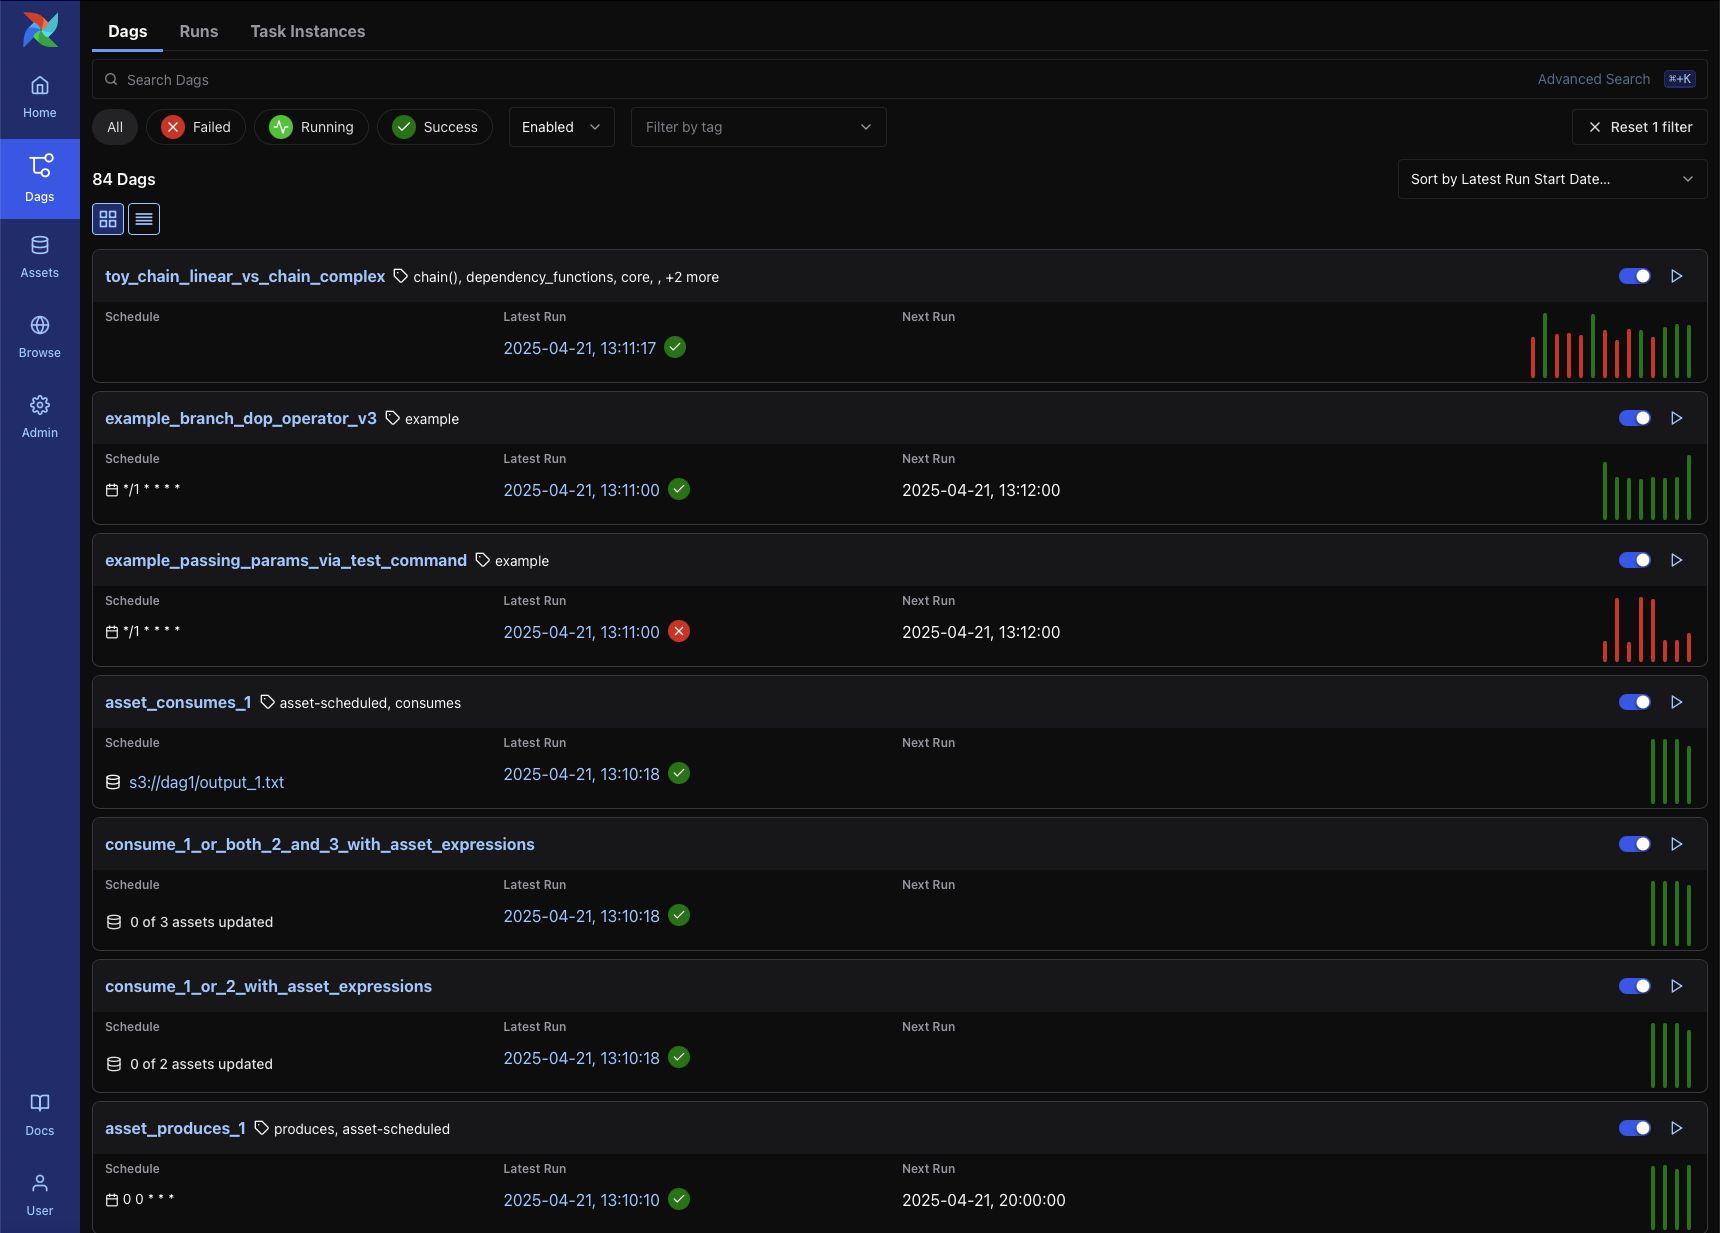 Dags Runs Task Instances
Search Dags Advanced Search ⌘+K
All Failed Running Success Enabled Filter by tag Reset 1 filter
84 Dags Sort by Latest Run Start Date...
Home
Dags
Assets
Browse
Admin
Docs
User
toy_chain_linear_vs_chain_complex chain(), dependency_functions, core, , +2 more
Schedule Latest Run Next Run
2025-04-21, 13:11:17
example_branch_dop_operator_v3 example
Schedule Latest Run Next Run
*/1 * * * * 2025-04-21, 13:11:00 2025-04-21, 13:12:00
example_passing_params_via_test_command example
Schedule Latest Run Next Run
*/1 * * * * 2025-04-21, 13:11:00 2025-04-21, 13:12:00
asset_consumes_1 asset-scheduled, consumes
Schedule Latest Run Next Run
s3://dag1/output_1.txt 2025-04-21, 13:10:18
consume_1_or_both_2_and_3_with_asset_expressions
Schedule Latest Run Next Run
0 of 3 assets updated 2025-04-21, 13:10:18
consume_1_or_2_with_asset_expressions
Schedule Latest Run Next Run
0 of 2 assets updated 2025-04-21, 13:10:18
asset_produces_1 produces, asset-scheduled
Schedule Latest Run Next Run
0 0 * * * 2025-04-21, 13:10:10 2025-04-21, 20:00:00